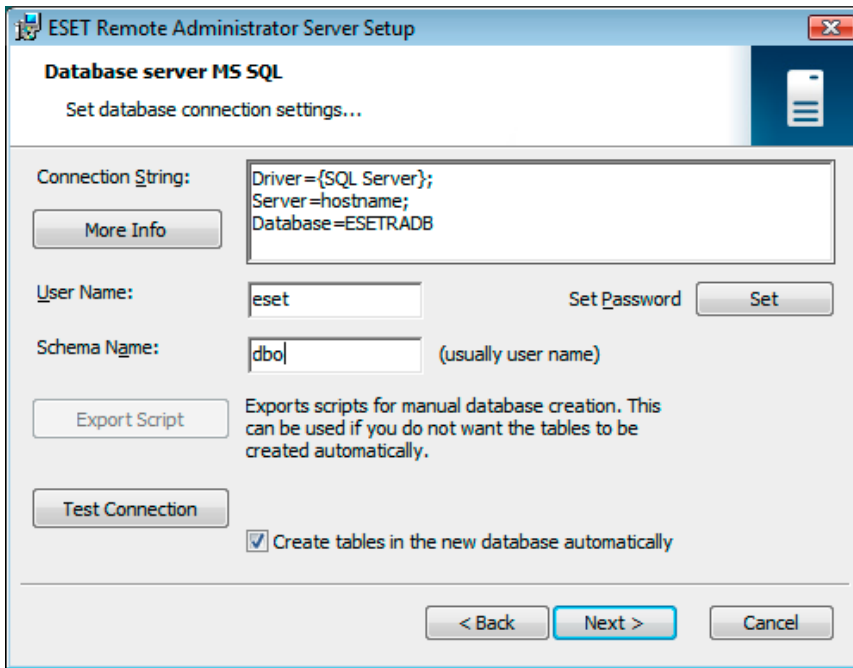 ESET Remote Administrator Server Setup
Database server MS SQL
Set database connection settings...
Connection String:
Driver={SQL Server};
Server=hostname;
Database=ESETRADB
More Info
User Name:
eset
Set Password
Set
Schema Name:
dbo
(usually user name)
Export Script
Exports scripts for manual database creation. This
can be used if you do not want the tables to be
created automatically.
Test Connection
Create tables in the new database automatically
< Back
Next >
Cancel